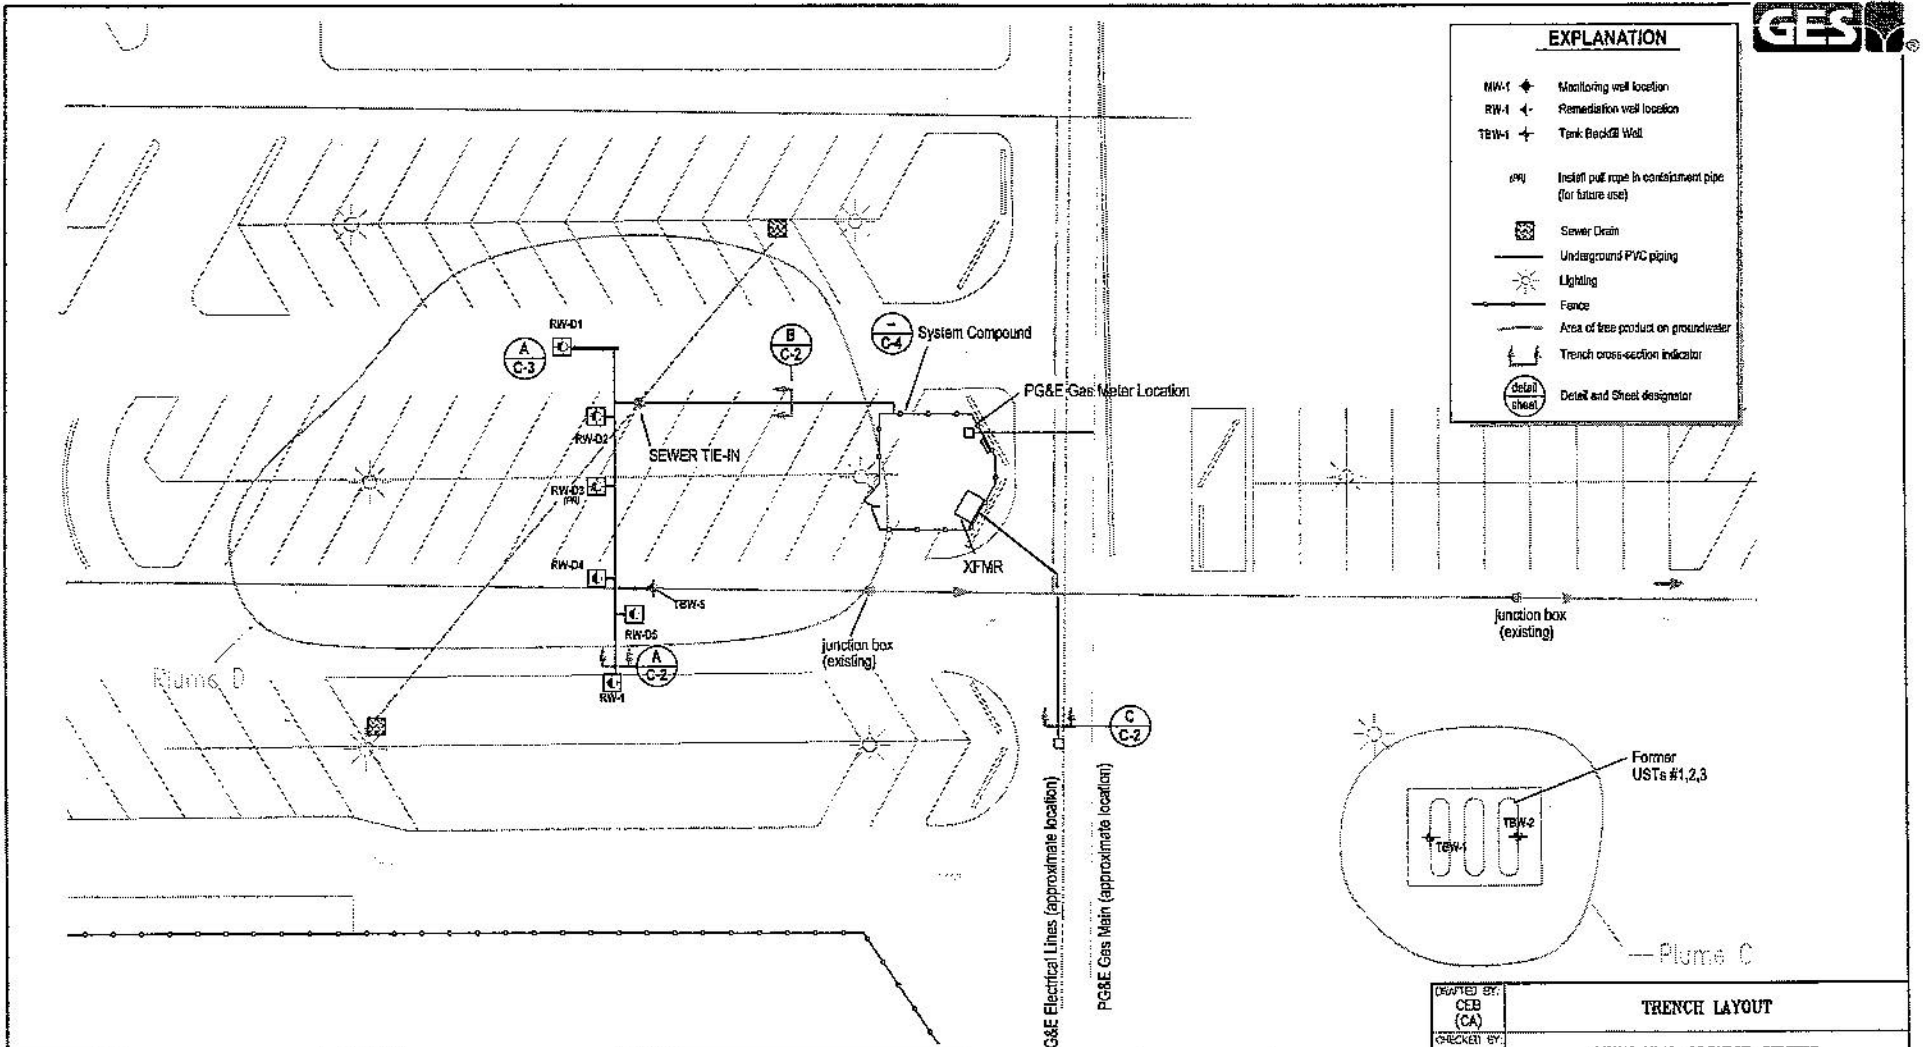 GES
®
EXPLANATION
MW-1 Monitoring well location
RW-1 Remediation well location
TBW-1 Tank Backfill Well
(PR) Install pull rope in containment pipe
(for future use)
Sewer Drain
Underground PVC piping
Lighting
Fence
Area of free product on groundwater
Trench cross-section indicator
detail
sheet
Detail and Sheet designator
RW-D1
A
C-3
B
C-2
-
C-4
System Compound
PG&E Gas Meter Location
RW-D2
SEWER TIE-IN
RW-D3
(PR)
XFMR
RW-D4
TBW-5
RW-D5
junction box
(existing)
junction box
(existing)
A
C-2
RW-1
Plume D
C
C-2
G&E Electrical Lines (approximate location)
PG&E Gas Main (approximate location)
Former
USTs #1,2,3
TBW-1
TBW-2
Plume C
DRAFTED BY:
CEB
(CA)
TRENCH LAYOUT
CHECKED BY: